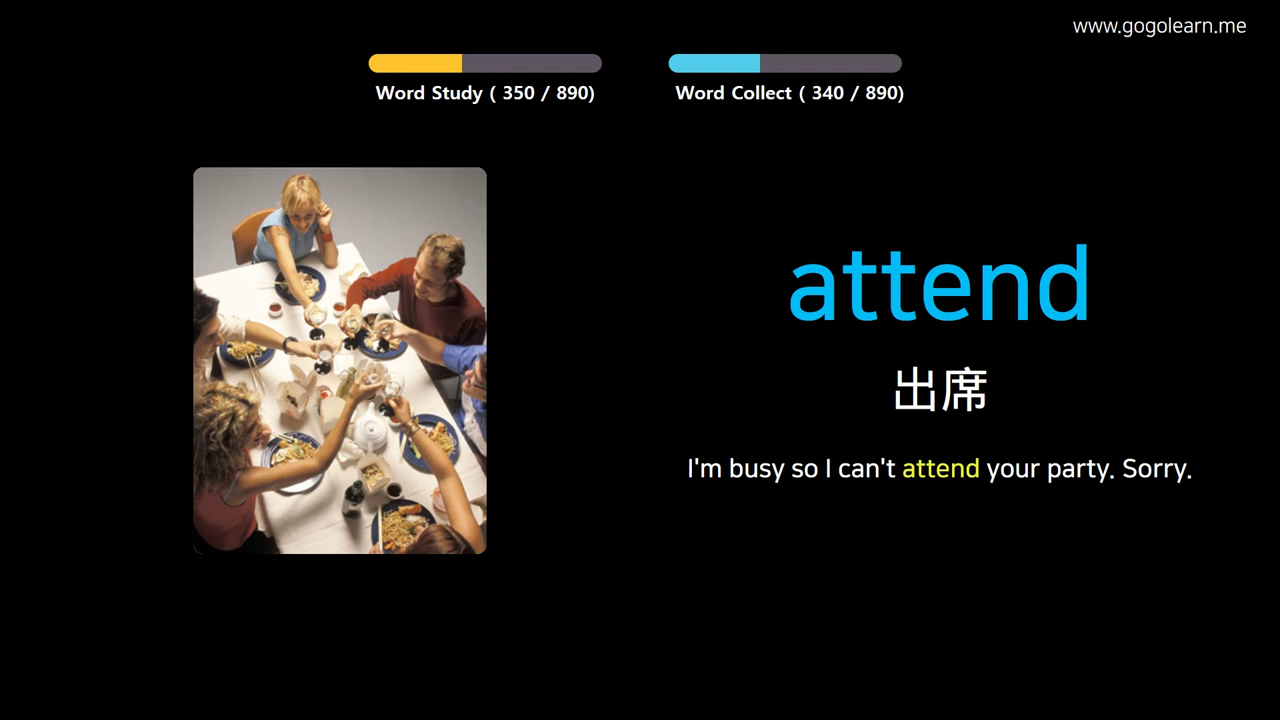 www.gogolearn.me
Word Study ( 350 / 890)
Word Collect ( 340 / 890)
attend
出席
I'm busy so I can't attend your party. Sorry.